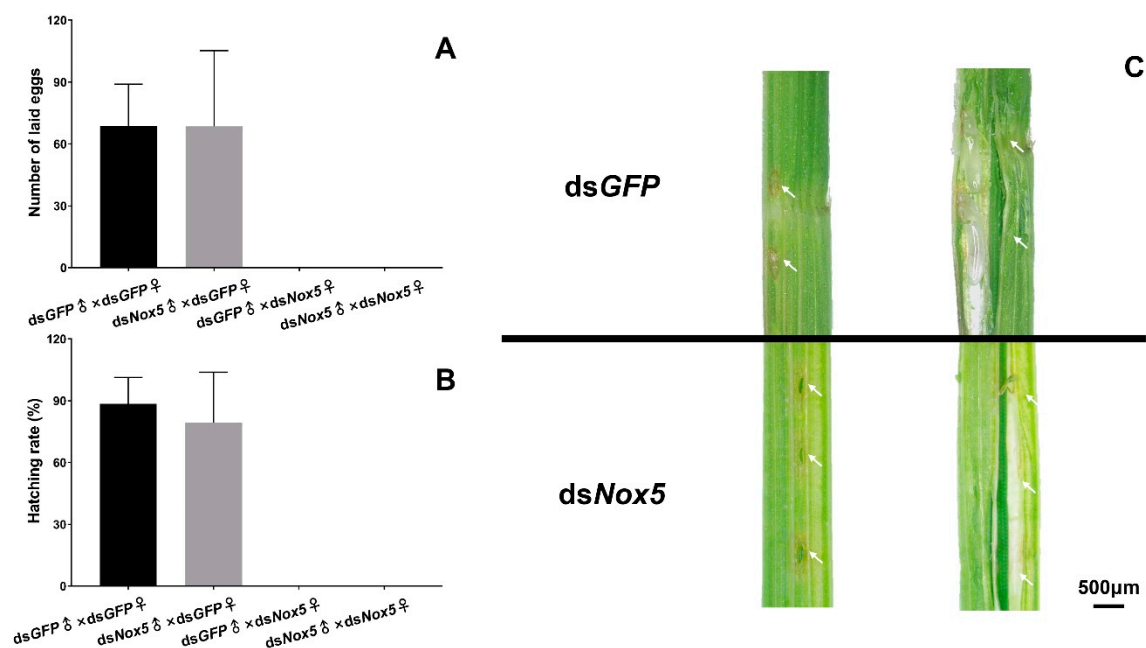 A
Number of laid eggs
120
90
60
30
0
dsGFP♂×dsGFP♀
dsNox5♂×dsGFP♀
dsGFP♂×dsNox5♀
dsNox5♂×dsNox5♀
B
Hatching rate (%)
120
90
60
30
0
dsGFP♂×dsGFP♀
dsNox5♂×dsGFP♀
dsGFP♂×dsNox5♀
dsNox5♂×dsNox5♀
C
dsGFP
dsNox5
500μm